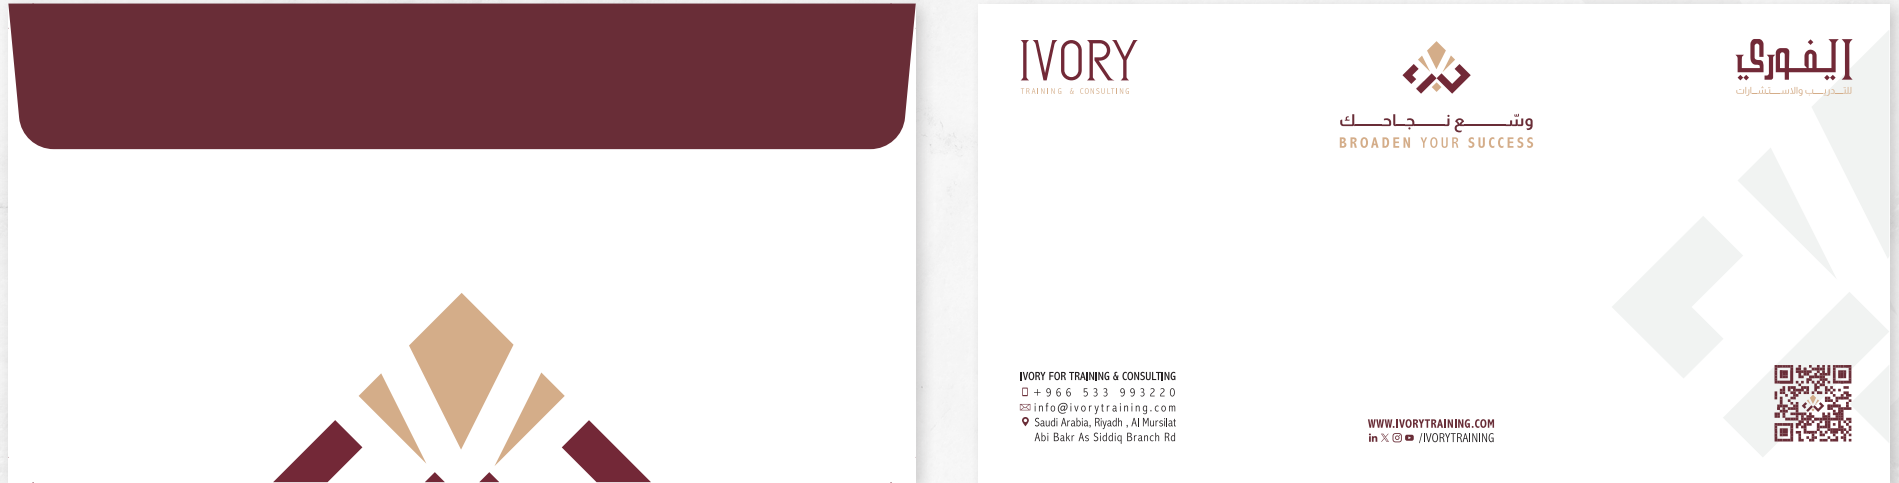 IVORY
TRAINING & CONSULTING
وسّع نجاحك
BROADEN YOUR SUCCESS
الفوري
للتدريب والاستشارات
IVORY FOR TRAINING & CONSULTING
+966 533 993220
info@ivorytraining.com
Saudi Arabia, Riyadh , Al Mursilat
Abi Bakr As Siddiq Branch Rd
WWW.IVORYTRAINING.COM
/IVORYTRAINING